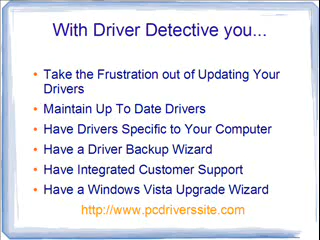 With Driver Detective you...
Take the Frustration out of Updating Your
Drivers
Maintain Up To Date Drivers
Have Drivers Specific to Your Computer
Have a Driver Backup Wizard
Have Integrated Customer Support
Have a Windows Vista Upgrade Wizard
http://www.pcdriverssite.com